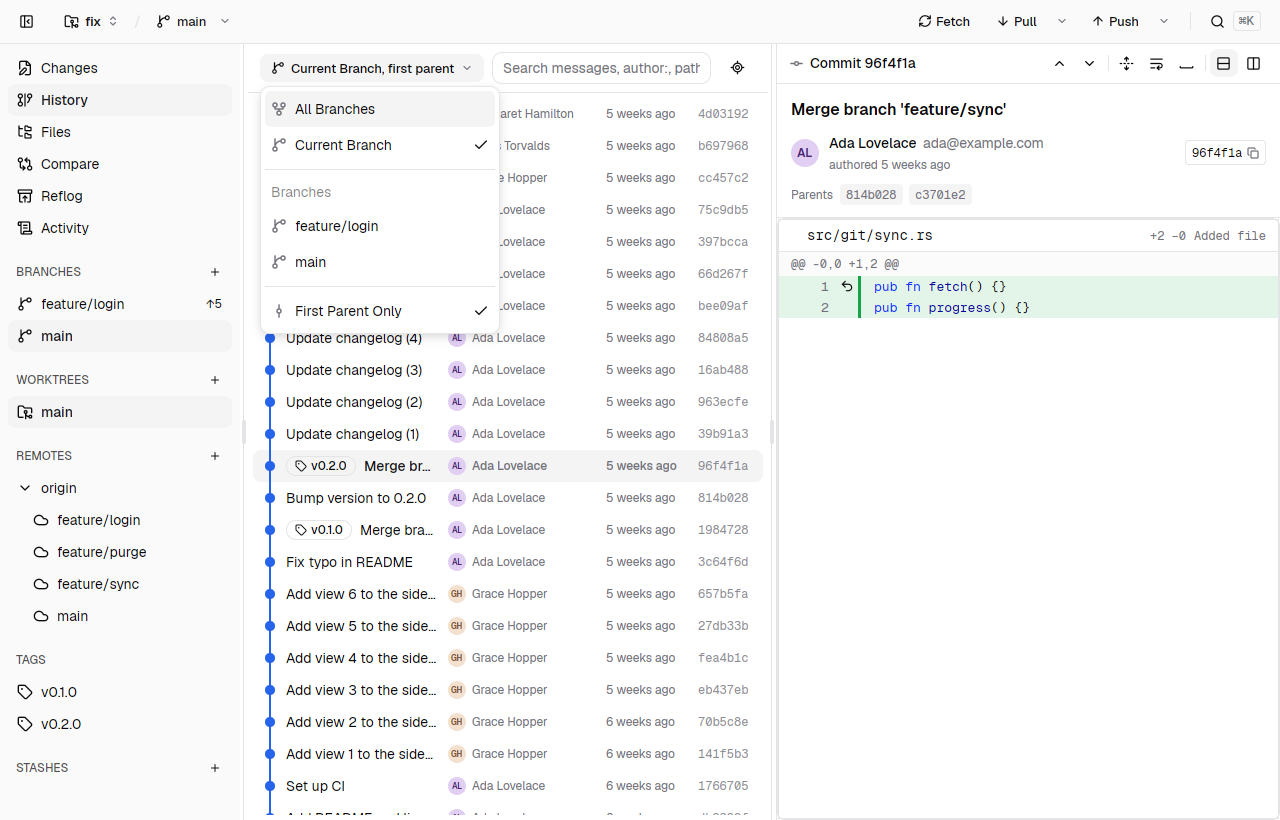 fix
main
Fetch
Pull
Push
⌘K
Changes
History
Files
Compare
Reflog
Activity
BRANCHES
feature/login ↑5
main
WORKTREES
main
REMOTES
origin
feature/login
feature/purge
feature/sync
main
TAGS
v0.1.0
v0.2.0
STASHES
Current Branch, first parent
Search messages, author:, path
All Branches
Current Branch
Branches
feature/login
main
First Parent Only
Hamilton 5 weeks ago 4d03192
Torvalds 5 weeks ago b697968
Hopper 5 weeks ago cc457c2
5 weeks ago 75c9db5
5 weeks ago 397bcca
5 weeks ago 66d267f
5 weeks ago bee09af
Update changelog (4) AL Ada Lovelace 5 weeks ago 84808a5
Update changelog (3) AL Ada Lovelace 5 weeks ago 16ab488
Update changelog (2) AL Ada Lovelace 5 weeks ago 963ecfe
Update changelog (1) AL Ada Lovelace 5 weeks ago 39b91a3
v0.2.0 Merge br… AL Ada Lovelace 5 weeks ago 96f4f1a
Bump version to 0.2.0 AL Ada Lovelace 5 weeks ago 814b028
v0.1.0 Merge bra… AL Ada Lovelace 5 weeks ago 1984728
Fix typo in README AL Ada Lovelace 5 weeks ago 3c64f6d
Add view 6 to the side… GH Grace Hopper 5 weeks ago 657b5fa
Add view 5 to the side… GH Grace Hopper 5 weeks ago 27db33b
Add view 4 to the side… GH Grace Hopper 5 weeks ago fea4b1c
Add view 3 to the side… GH Grace Hopper 5 weeks ago eb437eb
Add view 2 to the side… GH Grace Hopper 6 weeks ago 70b5c8e
Add view 1 to the side… GH Grace Hopper 6 weeks ago 141f5b3
Set up CI AL Ada Lovelace 6 weeks ago 1766705
Commit 96f4f1a
Merge branch 'feature/sync'
AL Ada Lovelace ada@example.com
authored 5 weeks ago
96f4f1a
Parents 814b028 c3701e2
src/git/sync.rs +2 −0 Added file
@@ -0,0 +1,2 @@
1 pub fn fetch() {}
2 pub fn progress() {}